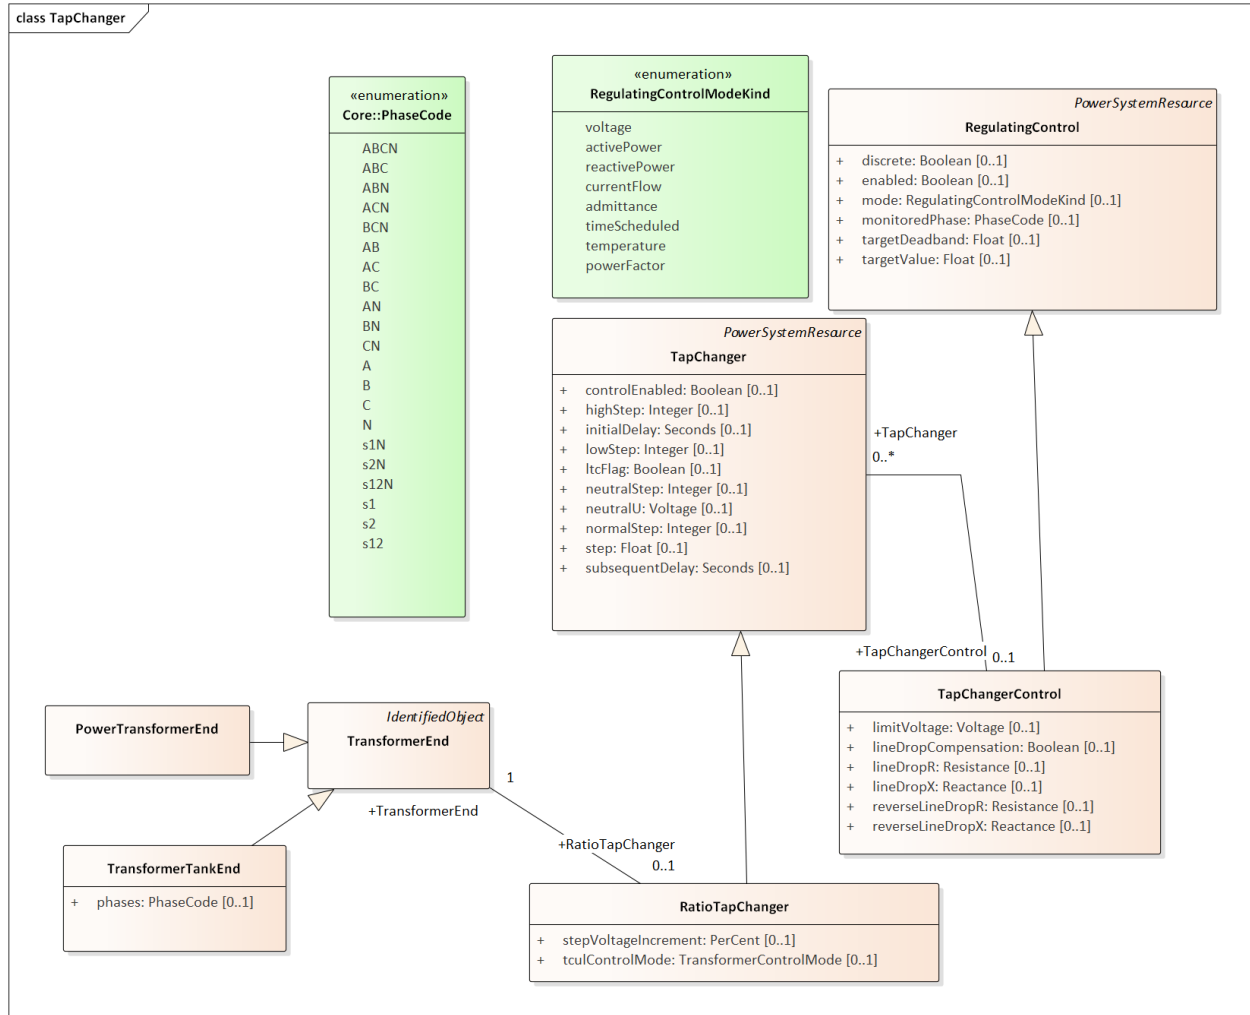 class TapChanger
«enumeration»
Core::PhaseCode
ABCN
ABC
ABN
ACN
BCN
AB
AC
BC
AN
BN
CN
A
B
C
N
s1N
s2N
s12N
s1
s2
s12
«enumeration»
RegulatingControlModeKind
voltage
activePower
reactivePower
currentFlow
admittance
timeScheduled
temperature
powerFactor
PowerSystemResource
RegulatingControl
+ discrete: Boolean [0..1]
+ enabled: Boolean [0..1]
+ mode: RegulatingControlModeKind [0..1]
+ monitoredPhase: PhaseCode [0..1]
+ targetDeadband: Float [0..1]
+ targetValue: Float [0..1]
PowerSystemResource
TapChanger
+ controlEnabled: Boolean [0..1]
+ highStep: Integer [0..1]
+ initialDelay: Seconds [0..1]
+ lowStep: Integer [0..1]
+ ltcFlag: Boolean [0..1]
+ neutralStep: Integer [0..1]
+ neutralU: Voltage [0..1]
+ normalStep: Integer [0..1]
+ step: Float [0..1]
+ subsequentDelay: Seconds [0..1]
+TapChanger
0..*
+TapChangerControl
0..1
TapChangerControl
+ limitVoltage: Voltage [0..1]
+ lineDropCompensation: Boolean [0..1]
+ lineDropR: Resistance [0..1]
+ lineDropX: Reactance [0..1]
+ reverseLineDropR: Resistance [0..1]
+ reverseLineDropX: Reactance [0..1]
PowerTransformerEnd
IdentifiedObject
TransformerEnd
1
+TransformerEnd
+RatioTapChanger
0..1
TransformerTankEnd
+ phases: PhaseCode [0..1]
RatioTapChanger
+ stepVoltageIncrement: PerCent [0..1]
+ tculControlMode: TransformerControlMode [0..1]